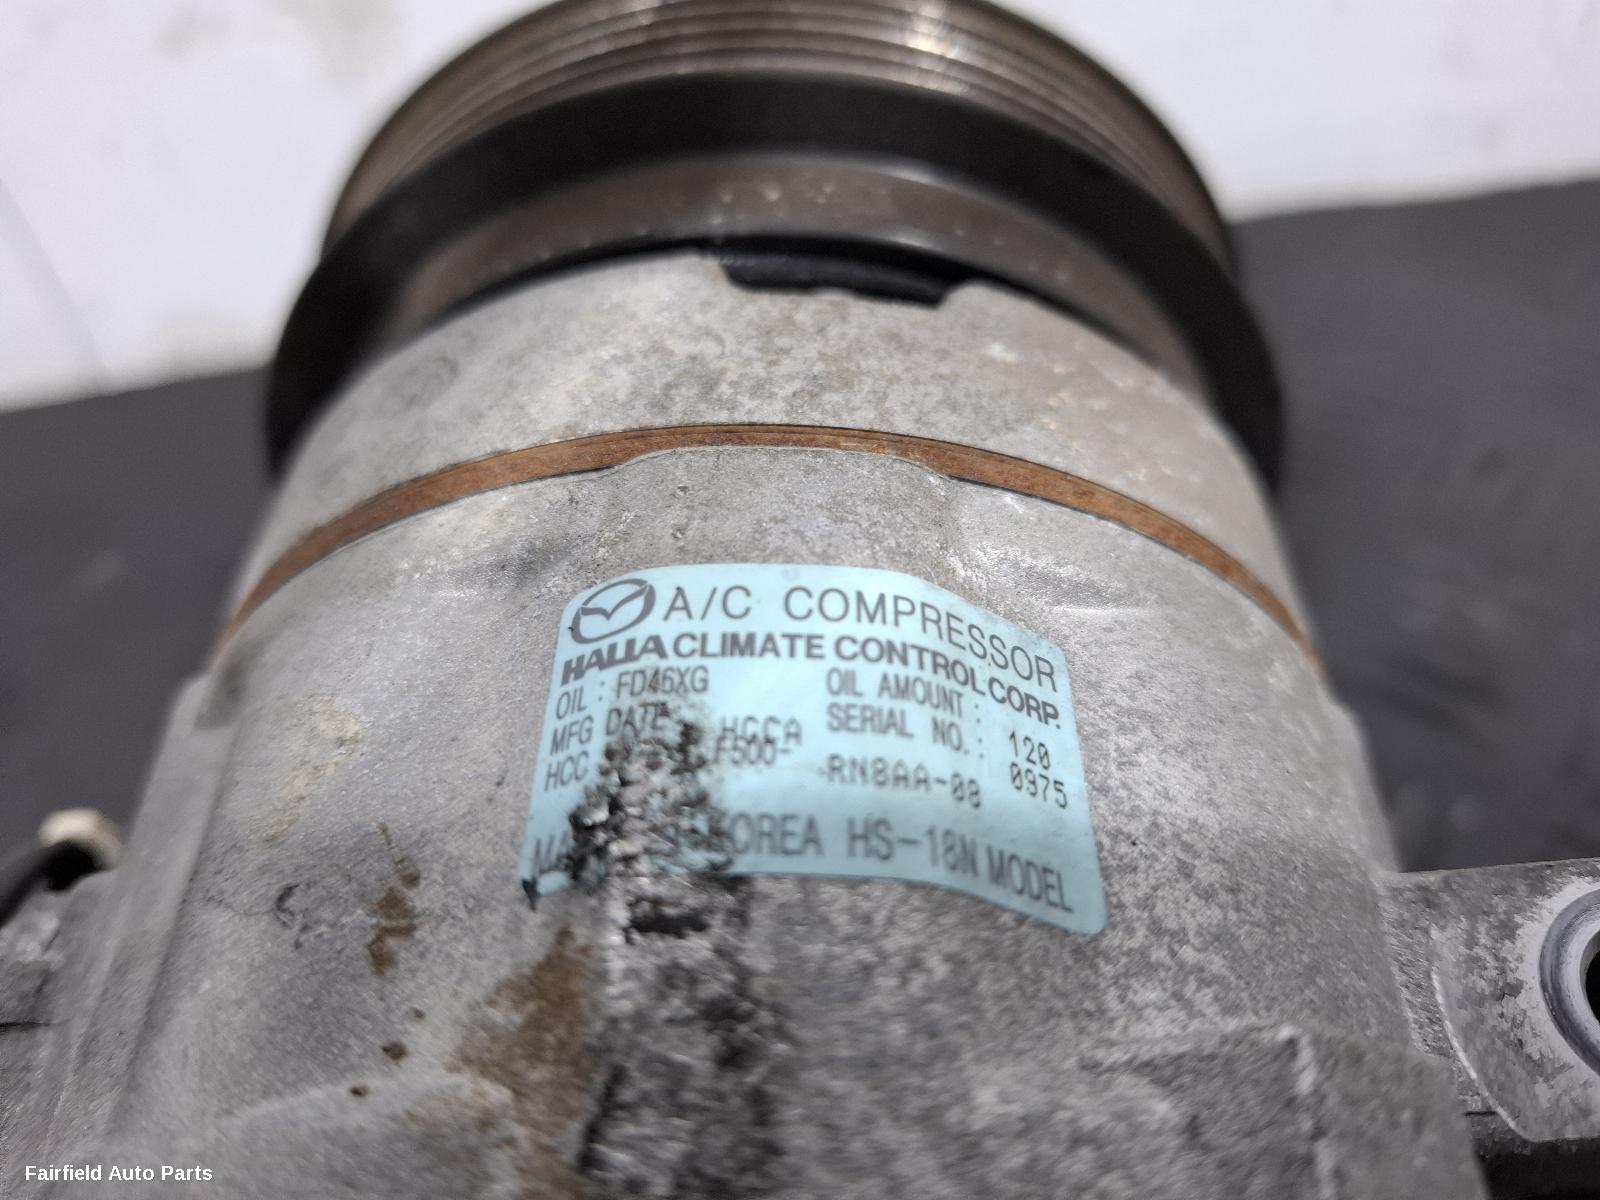 A/C COMPRESSOR
HALLA CLIMATE CONTROL CORP.
OIL : FD46XG OIL AMOUNT : 120
MFG DATE HCCA SERIAL NO. : 0975
HCC F500- RN8AA-08
KOREA HS-18N MODEL
Fairfield Auto Parts